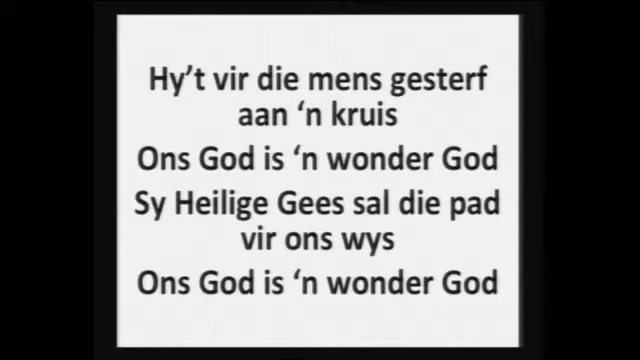 Hy't vir die mens gesterf
aan 'n kruis
Ons God is 'n wonder God
Sy Heilige Gees sal die pad
vir ons wys
Ons God is 'n wonder God